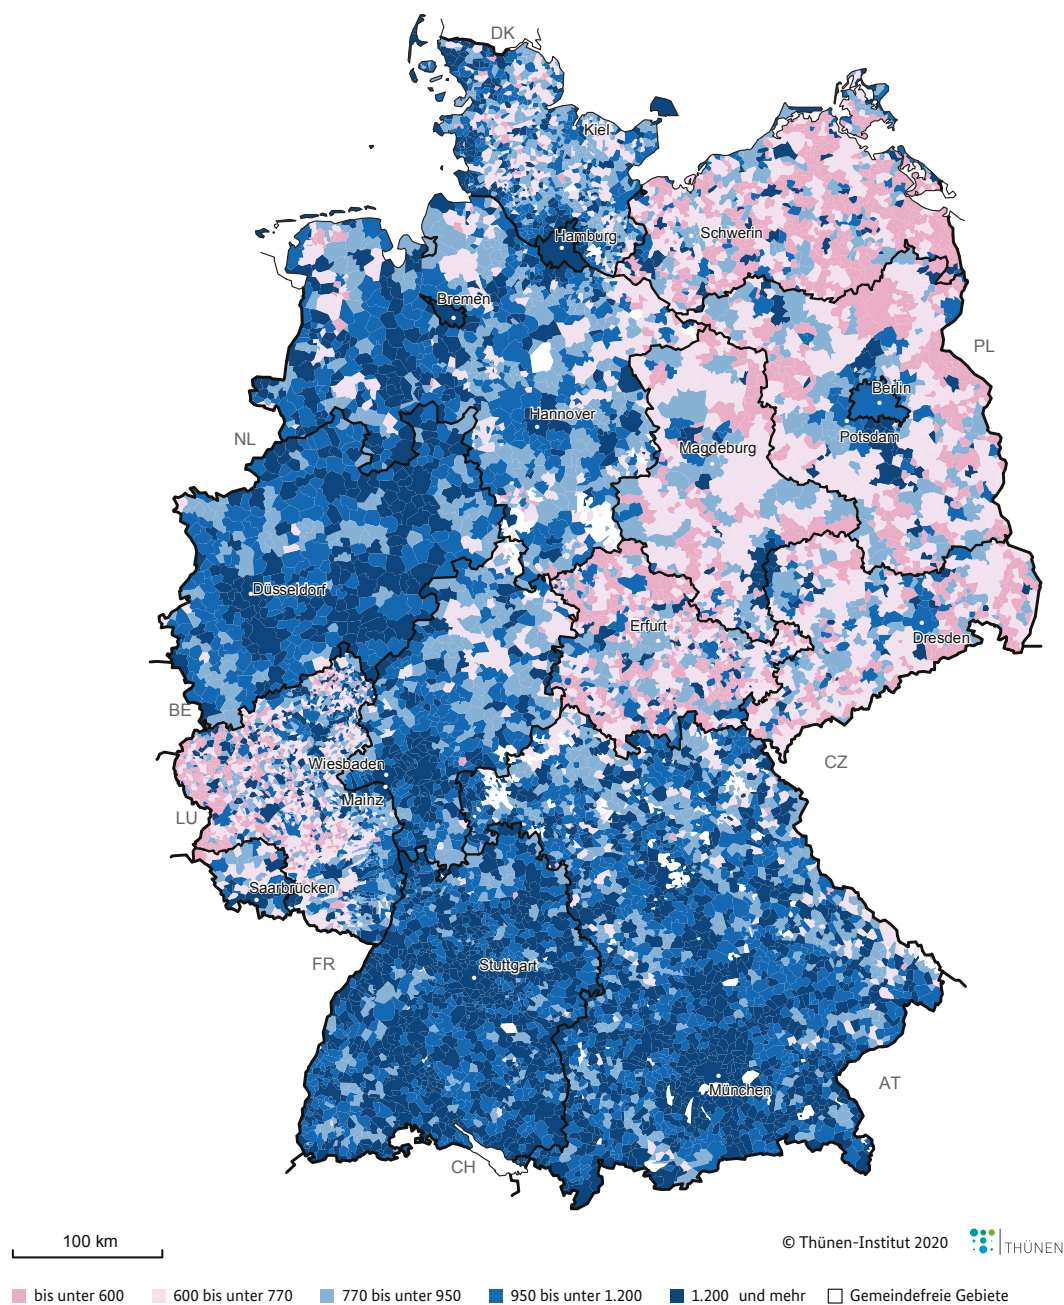 DK
Kiel
Schwerin
Hamburg
Bremen
PL
Berlin
Hannover
NL
Potsdam
Magdeburg
Düsseldorf
Erfurt
Dresden
BE
CZ
Wiesbaden
Mainz
LU
Saarbrücken
FR
Stuttgart
AT
München
CH
100 km
© Thünen-Institut 2020
THÜNEN
bis unter 600
600 bis unter 770
770 bis unter 950
950 bis unter 1.200
1.200 und mehr
Gemeindefreie Gebiete